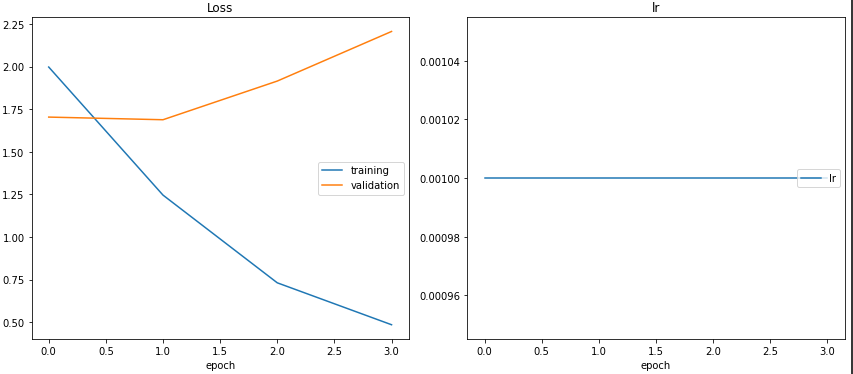 Loss
2.25
2.00
1.75
1.50
1.25
1.00
0.75
0.50
training
validation
0.0 0.5 1.0 1.5 2.0 2.5 3.0
epoch
lr
0.00104
0.00102
0.00100
0.00098
0.00096
lr
0.0 0.5 1.0 1.5 2.0 2.5 3.0
epoch